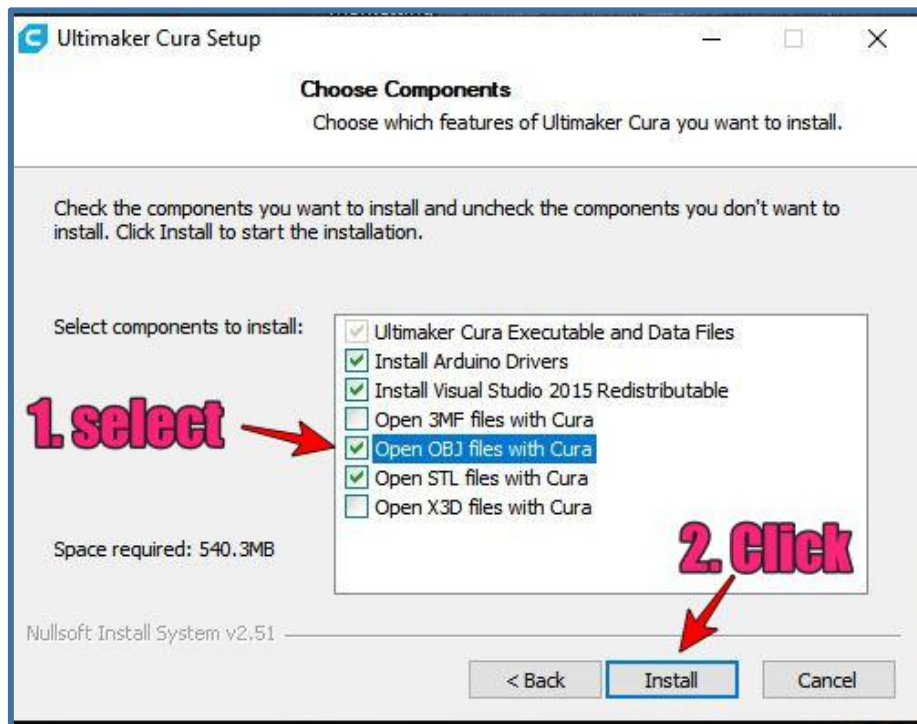 Ultimaker Cura Setup
Choose Components
Choose which features of Ultimaker Cura you want to install.
Check the components you want to install and uncheck the components you don't want to
install. Click Install to start the installation.
Select components to install:
Ultimaker Cura Executable and Data Files
Install Arduino Drivers
Install Visual Studio 2015 Redistributable
Open 3MF files with Cura
1. select
Open OBJ files with Cura
Open STL files with Cura
Open X3D files with Cura
Space required: 540.3MB
2. Click
Nullsoft Install System v2.51
< Back
Install
Cancel